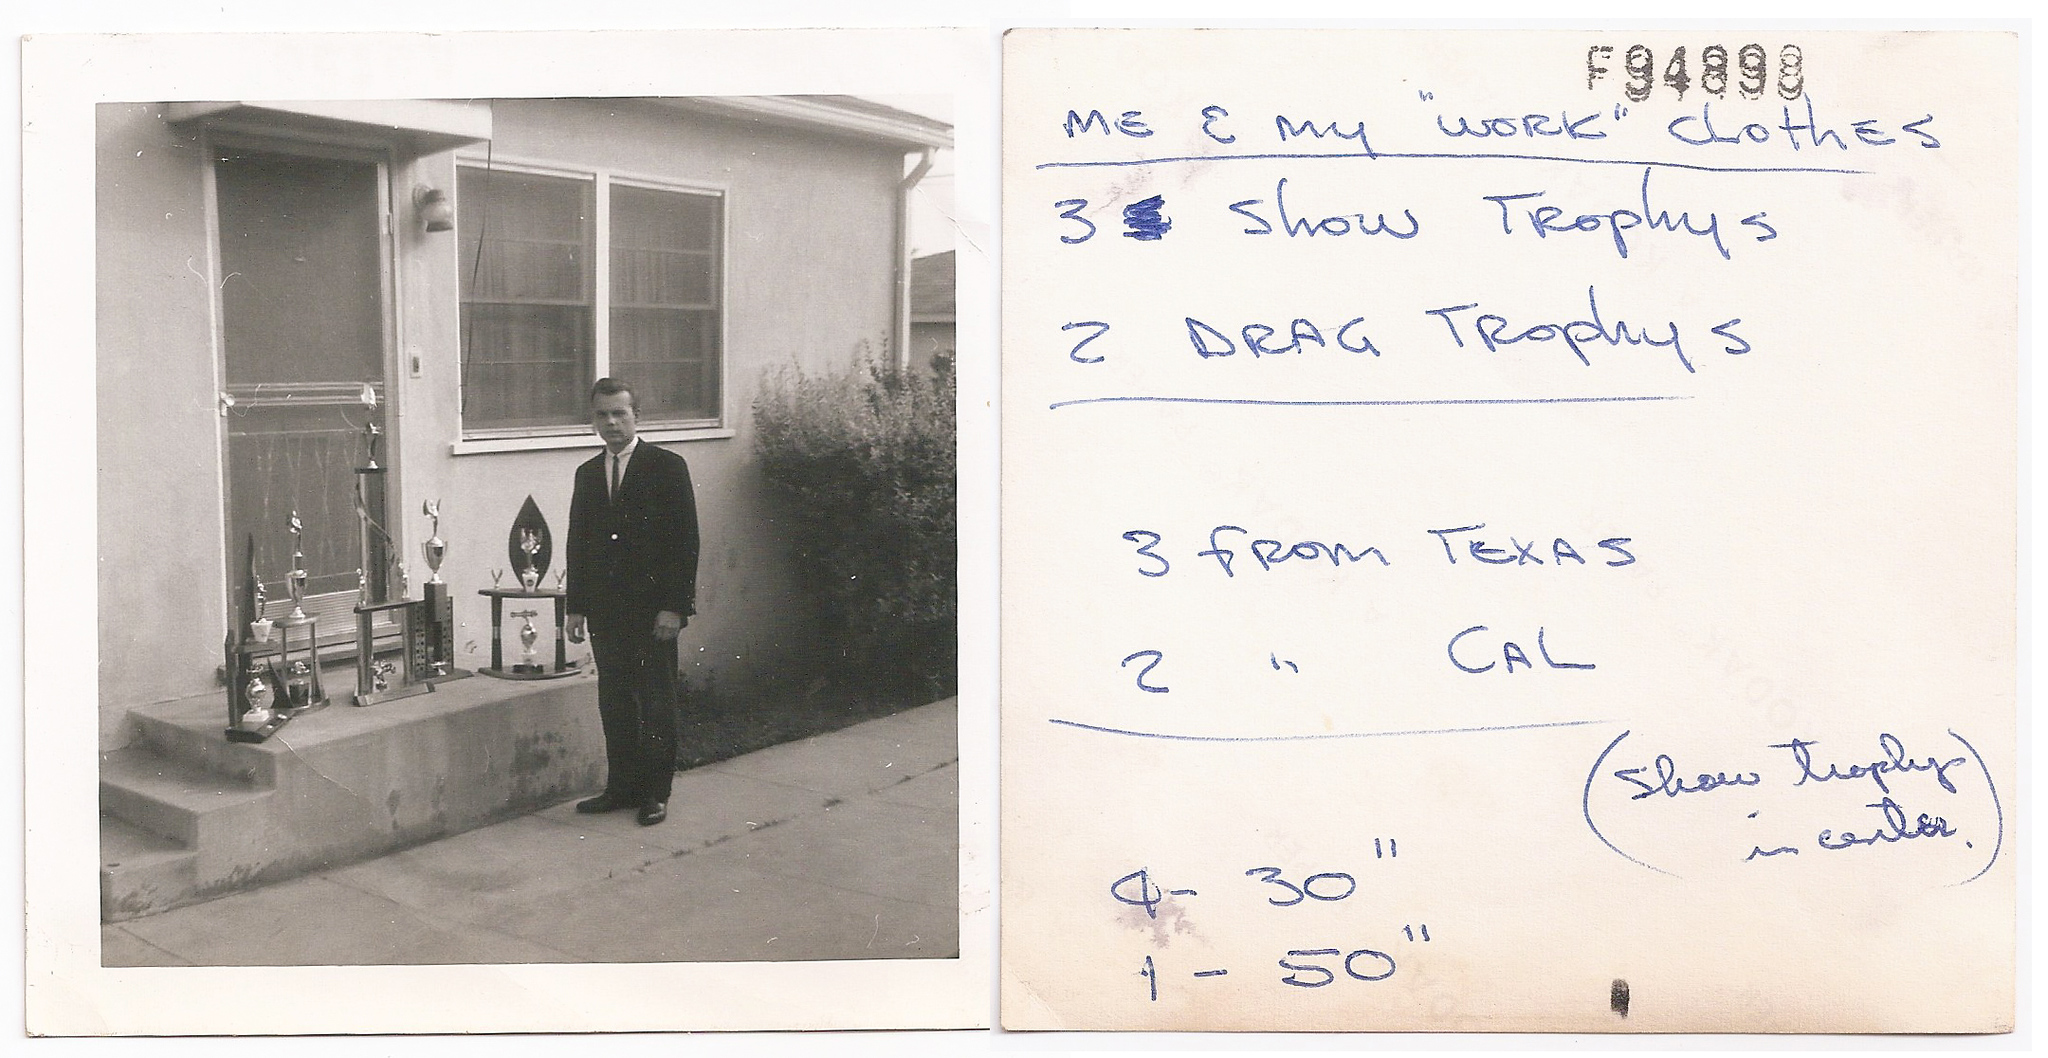 F94898
ME & My "WORK" CLothES
3 Show TRophys
2 DRAG TRophys
3 FROM TEXAS
2 " CAL
(Show trophys
in center.)
4- 30"
1 - 50"